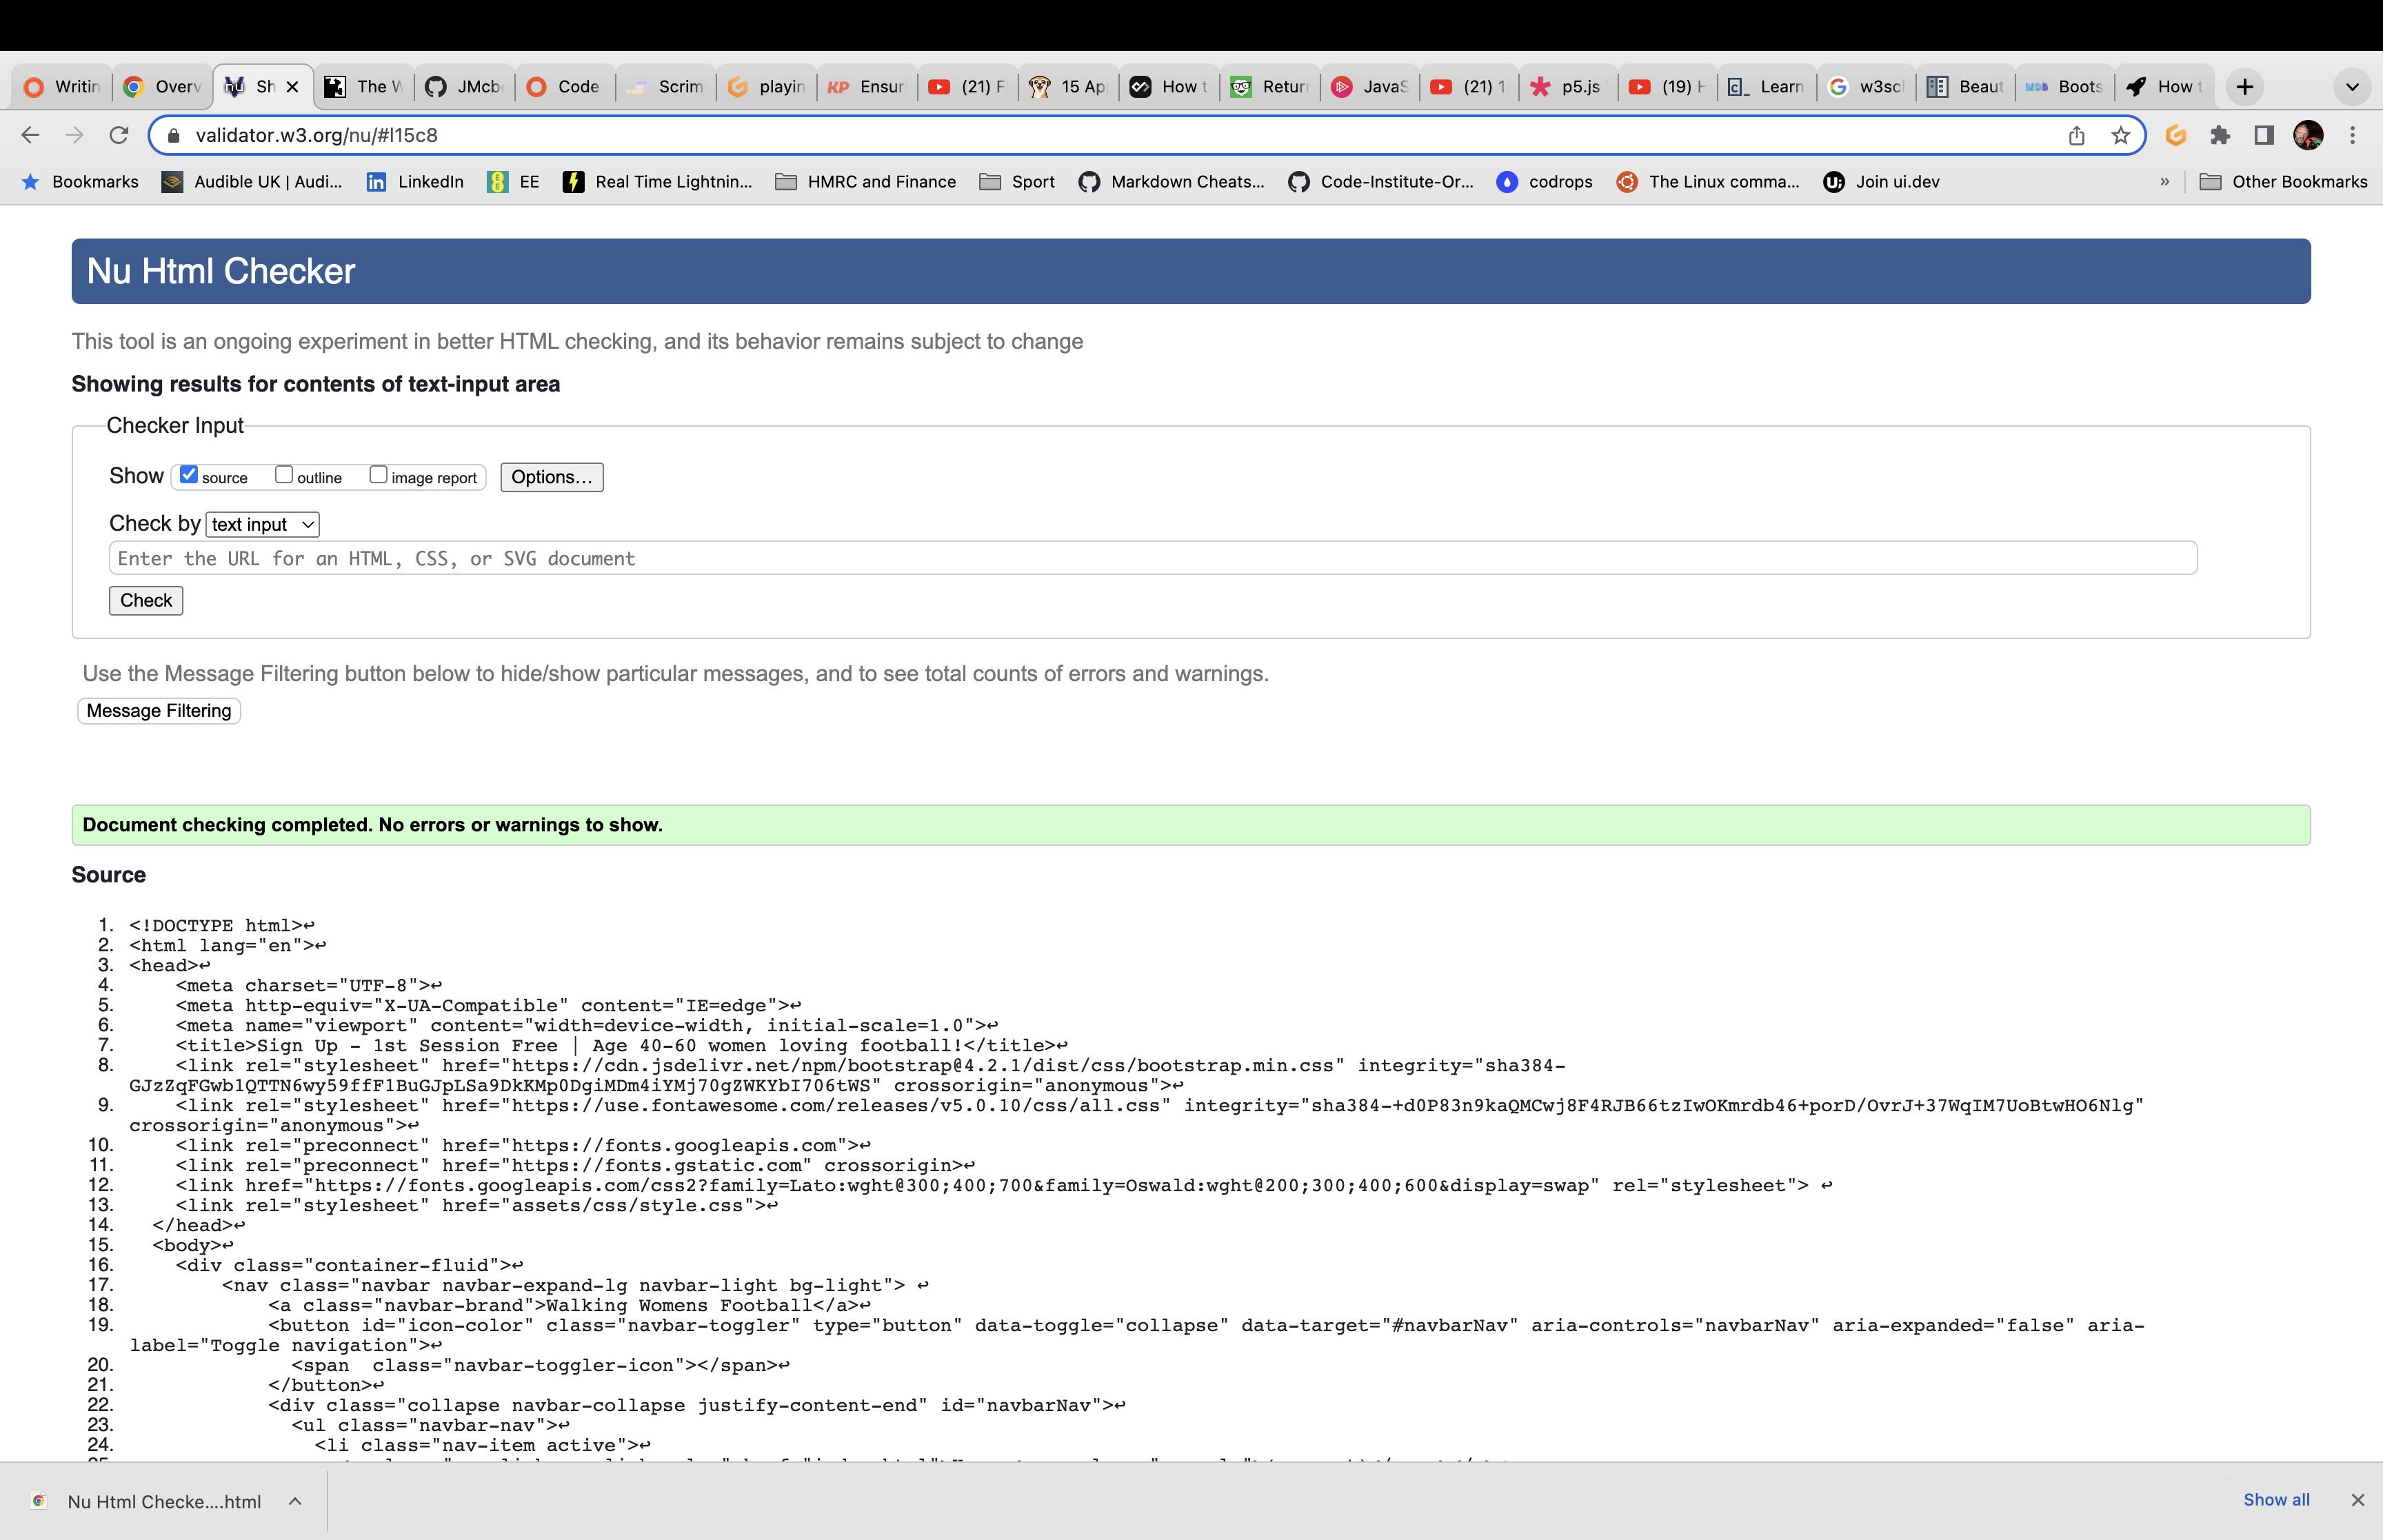 Writin
Overv
Sh
The W
JMcb
Code
Scrim
playin
KP Ensur
(21) F
15 Ap
How t
Retur
JavaS
(21) 1
p5.js
(19) H
Learn
w3scl
Beaut
Boots
How t
validator.w3.org/nu/#l15c8
Bookmarks
Audible UK | Audi...
LinkedIn
EE
Real Time Lightnin...
HMRC and Finance
Sport
Markdown Cheats...
Code-Institute-Or...
codrops
The Linux comma...
Join ui.dev
»
Other Bookmarks
Nu Html Checker
This tool is an ongoing experiment in better HTML checking, and its behavior remains subject to change
Showing results for contents of text-input area
Checker Input
Show source outline image report Options...
Check by text input
Enter the URL for an HTML, CSS, or SVG document
Check
Use the Message Filtering button below to hide/show particular messages, and to see total counts of errors and warnings.
Message Filtering
Document checking completed. No errors or warnings to show.
Source
1. <!DOCTYPE html>↩
2. <html lang="en">↩
3. <head>↩
4. <meta charset="UTF-8">↩
5. <meta http-equiv="X-UA-Compatible" content="IE=edge">↩
6. <meta name="viewport" content="width=device-width, initial-scale=1.0">↩
7. <title>Sign Up - 1st Session Free | Age 40-60 women loving football!</title>↩
8. <link rel="stylesheet" href="https://cdn.jsdelivr.net/npm/bootstrap@4.2.1/dist/css/bootstrap.min.css" integrity="sha384-
GJzZqFGwb1QTTN6wy59ffF1BuGJpLSa9DkKMp0DgiMDm4iYMj70gZWKYbI706tWS" crossorigin="anonymous">↩
9. <link rel="stylesheet" href="https://use.fontawesome.com/releases/v5.0.10/css/all.css" integrity="sha384-+d0P83n9kaQMCwj8F4RJB66tzIwOKmrdb46+porD/OvrJ+37WqIM7UoBtwHO6Nlg"
crossorigin="anonymous">↩
10. <link rel="preconnect" href="https://fonts.googleapis.com">↩
11. <link rel="preconnect" href="https://fonts.gstatic.com" crossorigin>↩
12. <link href="https://fonts.googleapis.com/css2?family=Lato:wght@300;400;700&family=Oswald:wght@200;300;400;600&display=swap" rel="stylesheet"> ↩
13. <link rel="stylesheet" href="assets/css/style.css">↩
14. </head>↩
15. <body>↩
16. <div class="container-fluid">↩
17. <nav class="navbar navbar-expand-lg navbar-light bg-light"> ↩
18. <a class="navbar-brand">Walking Womens Football</a>↩
19. <button id="icon-color" class="navbar-toggler" type="button" data-toggle="collapse" data-target="#navbarNav" aria-controls="navbarNav" aria-expanded="false" aria-
label="Toggle navigation">↩
20. <span  class="navbar-toggler-icon"></span>↩
21. </button>↩
22. <div class="collapse navbar-collapse justify-content-end" id="navbarNav">↩
23. <ul class="navbar-nav">↩
24. <li class="nav-item active">↩
Nu Html Checke....html
Show all